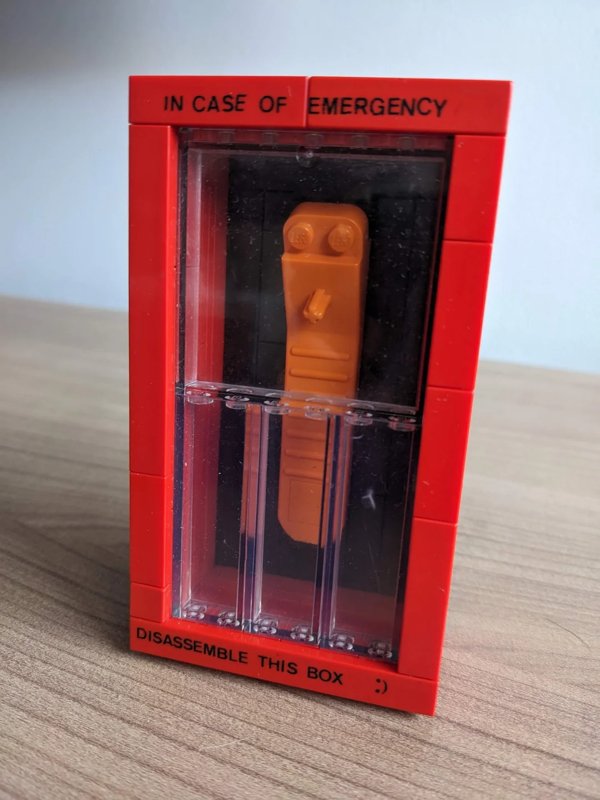 IN CASE OF EMERGENCY
DISASSEMBLE THIS BOX ;)